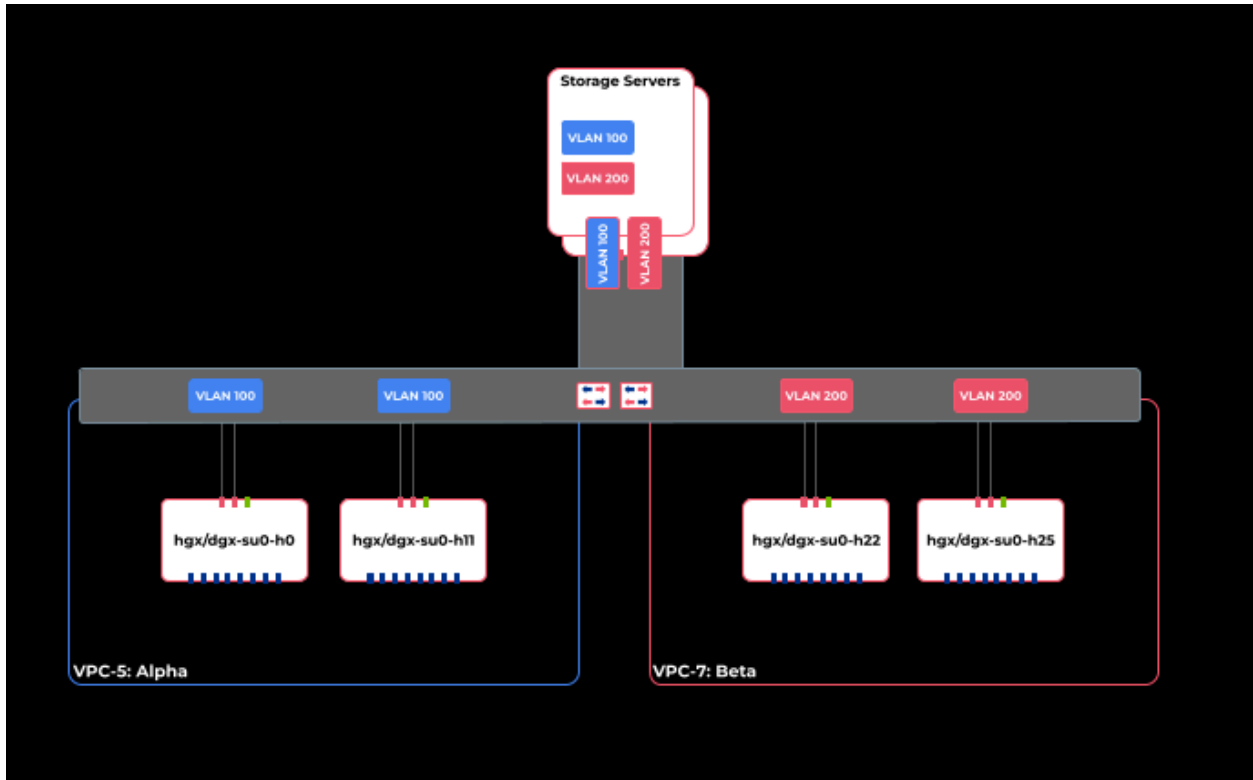 Storage Servers
VLAN 100
VLAN 200
VLAN 100
VLAN 200
VLAN 100
VLAN 100
VLAN 200
VLAN 200
hgx/dgx-su0-h0
hgx/dgx-su0-h11
hgx/dgx-su0-h22
hgx/dgx-su0-h25
VPC-5: Alpha
VPC-7: Beta